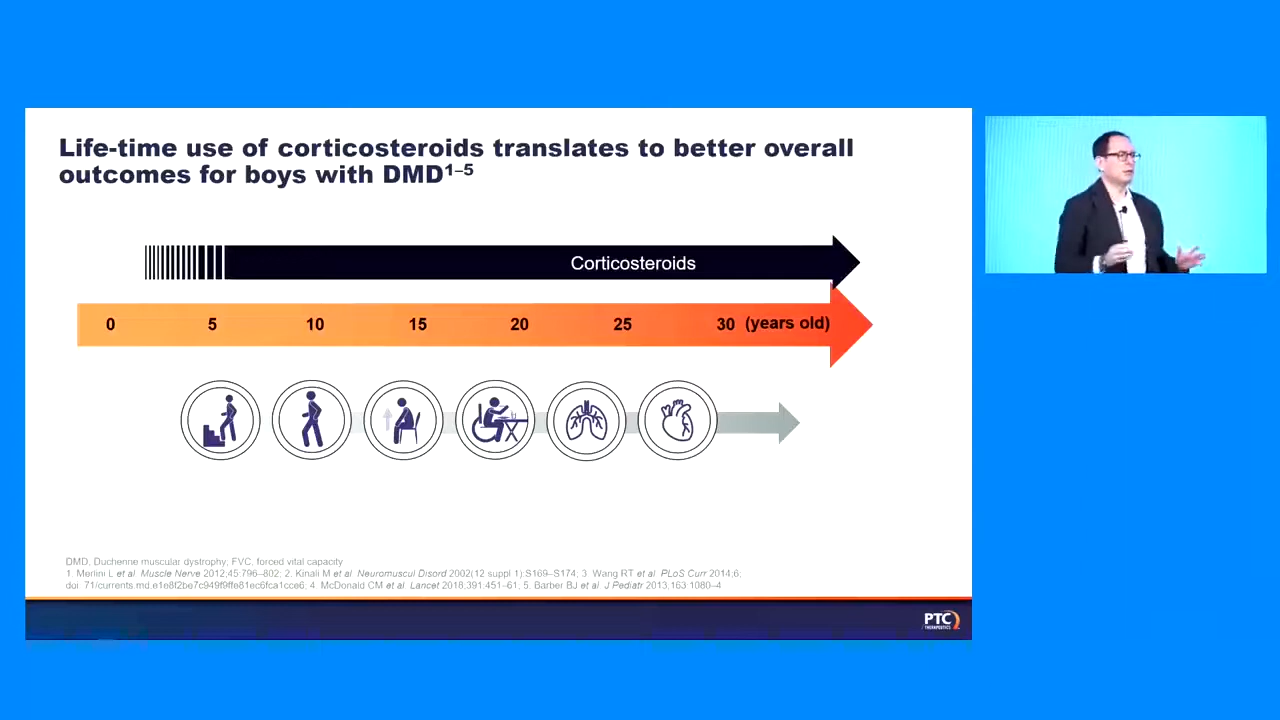 Life-time use of corticosteroids translates to better overall
outcomes for boys with DMD1–5
Corticosteroids
0 5 10 15 20 25 30 (years old)
DMD, Duchenne muscular dystrophy; FVC, forced vital capacity
1. Merlini L et al. Muscle Nerve 2012;45:796–802; 2. Kinali M et al. Neuromuscul Disord 2002(12 suppl 1):S169–S174; 3. Wang RT et al. PLoS Curr 2014;6;
4. McDonald CM et al. Lancet 2018;391:451–61; 5. Barber BJ et al. J Pediatr 2013;163:1080–4
PTC
THERAPEUTICS